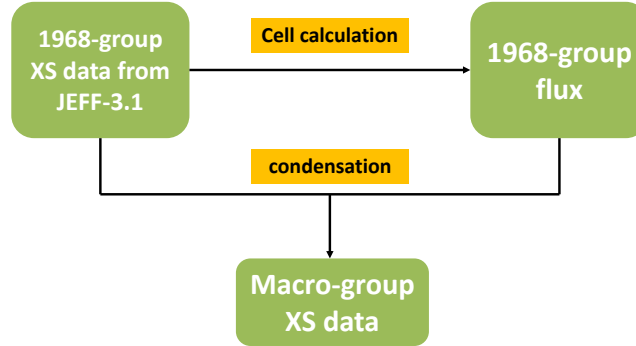 1968-group
XS data from
JEFF-3.1
Cell calculation
1968-group
flux
condensation
Macro-group
XS data